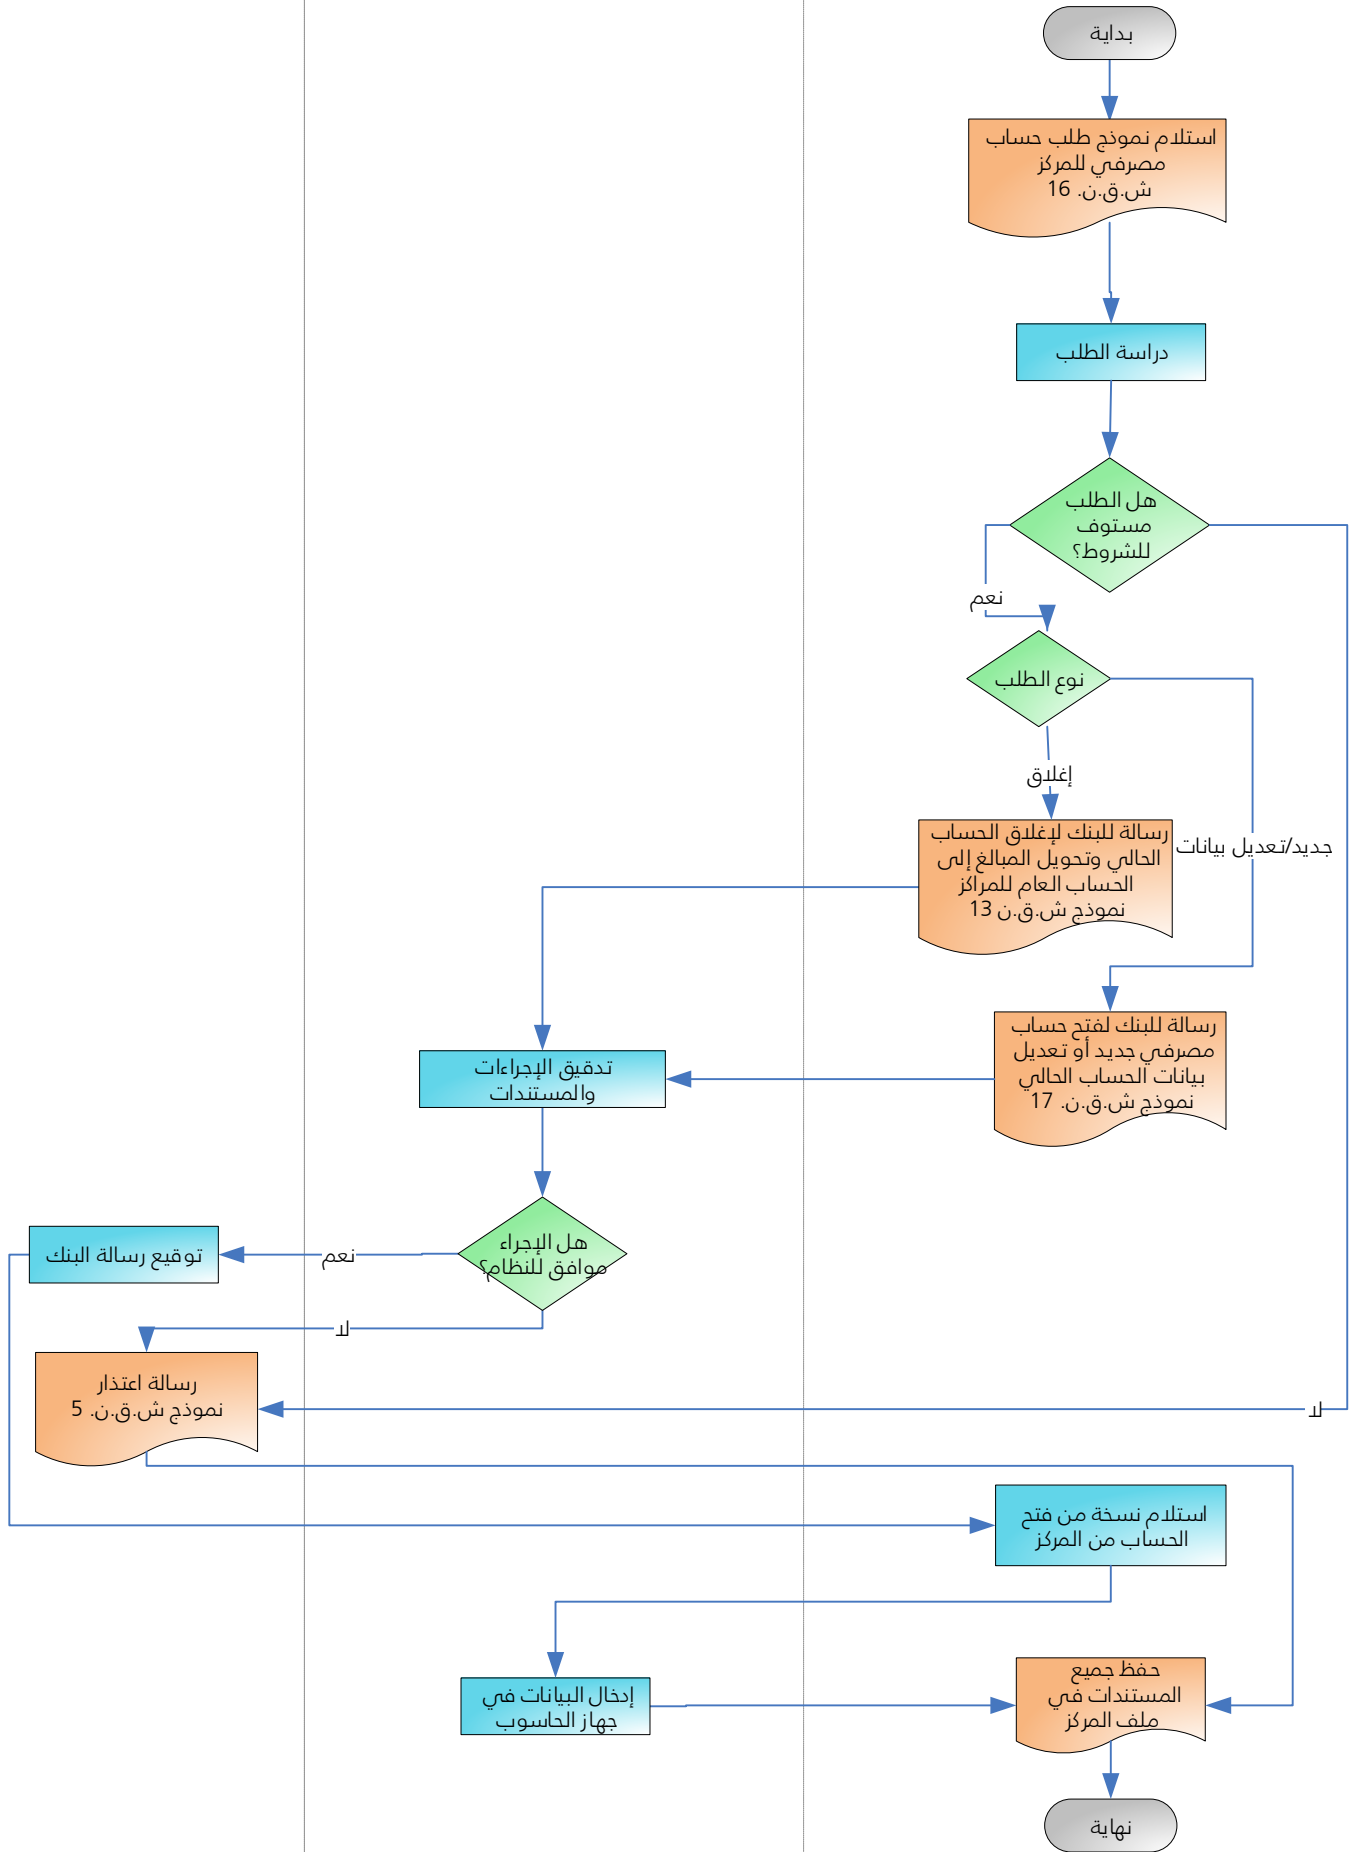 بداية
استلام نموذج طلب حساب
مصرفي للمركز
ش.ق.ن. 16
دراسة الطلب
هل الطلب
مستوف
للشروط؟
نعم
نوع الطلب
إغلاق
رسالة للبنك لإغلاق الحساب
الحالي وتحويل المبالغ إلى
الحساب العام للمراكز
نموذج ش.ق.ن 13
جديد/تعديل بيانات
رسالة للبنك لفتح حساب
مصرفي جديد أو تعديل
بيانات الحساب الحالي
نموذج ش.ق.ن. 17
تدقيق الإجراءات
والمستندات
هل الإجراء
موافق للنظام؟
نعم
توقيع رسالة البنك
لا
رسالة اعتذار
نموذج ش.ق.ن. 5
لا
استلام نسخة من فتح
الحساب من المركز
إدخال البيانات في
جهاز الحاسوب
حفظ جميع
المستندات في
ملف المركز
نهاية